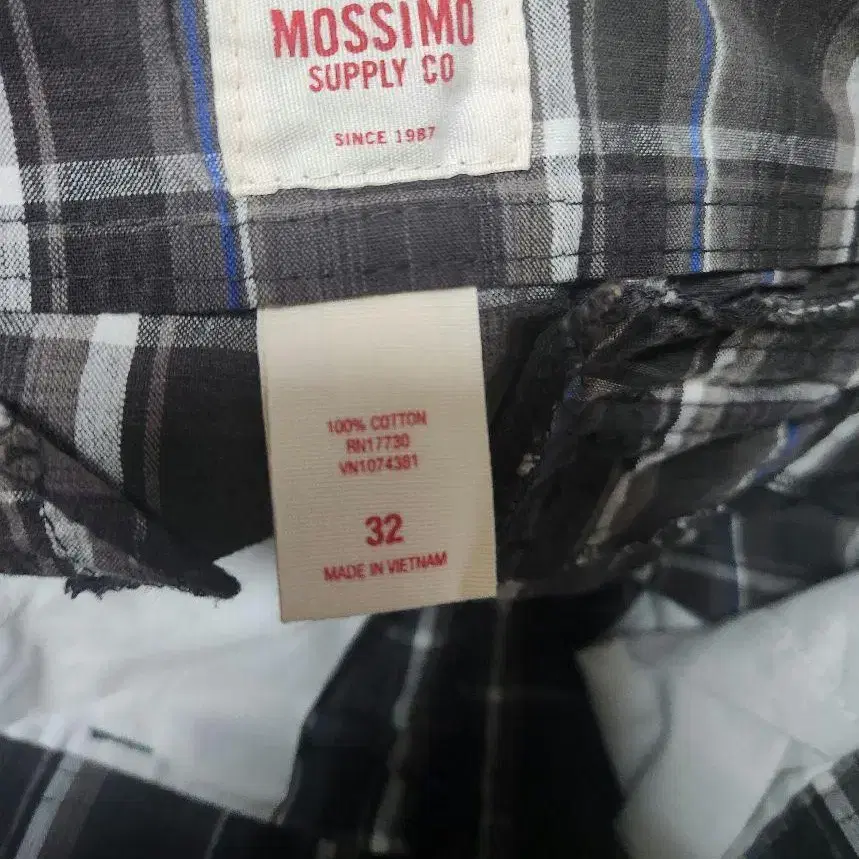 MOSSIMO
SUPPLY CO
SINCE 1987
100% COTTON
RN17730
VN1074381
32
MADE IN VIETNAM